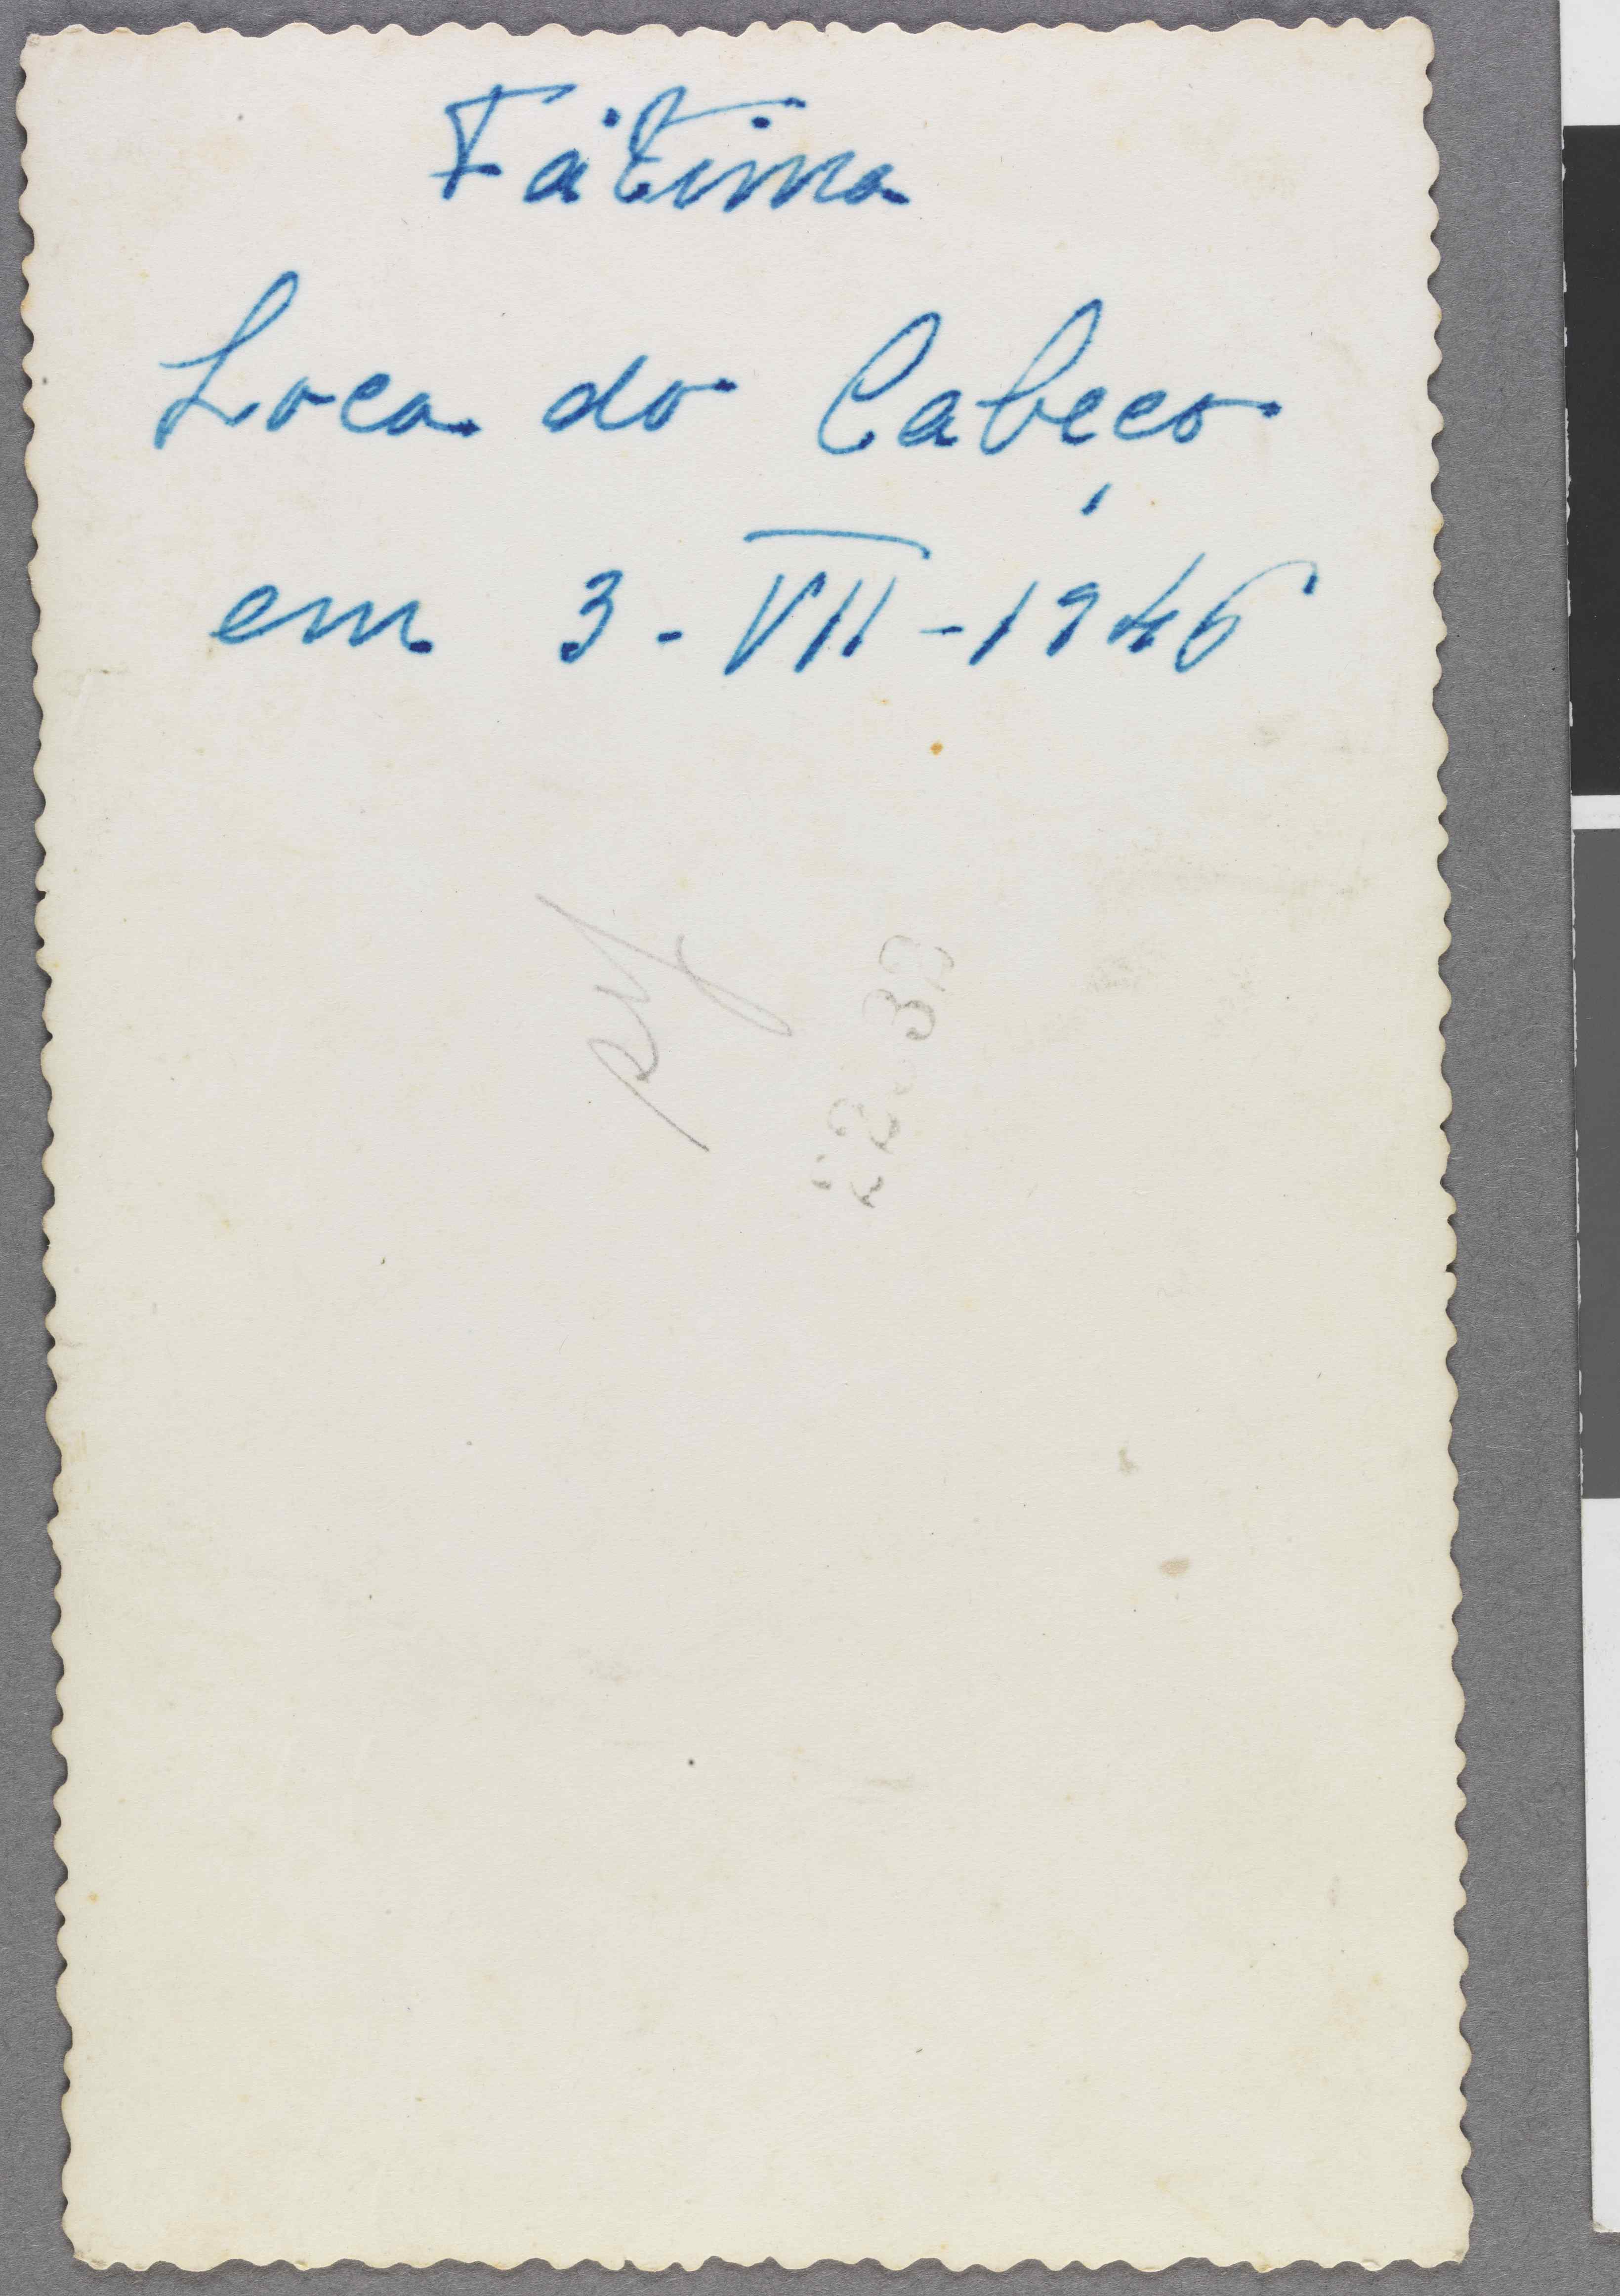 Fátima
Loca do Cabeço
em 3-VII-1946